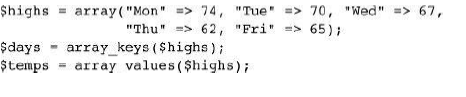 $highs = array("Mon" => 74, "Tue" => 70, "Wed" => 67,
"Thu" => 62, "Fri" => 65);
$days = array_keys($highs);
$temps = array values($highs);